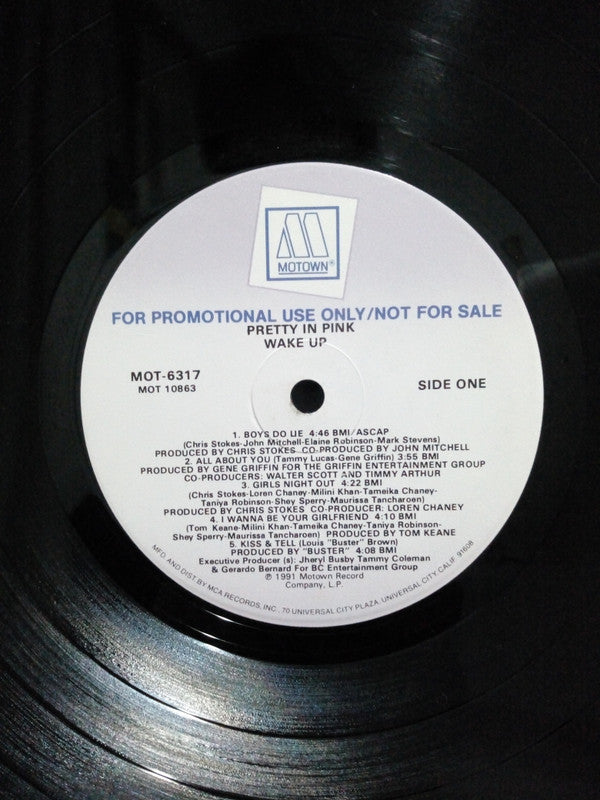 MOTOWN®
FOR PROMOTIONAL USE ONLY/NOT FOR SALE
PRETTY IN PINK
WAKE UP
MOT-6317
MOT 10863
SIDE ONE
1. BOYS DO LIE 4:46 BMI/ASCAP
(Chris Stokes-John Mitchell-Elaine Robinson-Mark Stevens)
PRODUCED BY CHRIS STOKES CO-PRODUCED BY JOHN MITCHELL
2. ALL ABOUT YOU (Tammy Lucas-Gene Griffin) 3:55 BMI
PRODUCED BY GENE GRIFFIN FOR THE GRIFFIN ENTERTAINMENT GROUP
CO-PRODUCERS: WALTER SCOTT AND TIMMY ARTHUR
3. GIRLS NIGHT OUT 4:22 BMI
(Chris Stokes-Loren Chaney-Milini Khan-Tameika Chaney-
Taniya Robinson-Shey Sperry-Maurissa Tancharoen)
PRODUCED BY CHRIS STOKES CO-PRODUCER: LOREN CHANEY
4. I WANNA BE YOUR GIRLFRIEND 4:10 BMI
(Tom Keane-Milini Khan-Tameika Chaney-Taniya Robinson-
Shey Sperry-Maurissa Tancharoen) PRODUCED BY TOM KEANE
5. KISS & TELL (Louis "Buster" Brown)
PRODUCED BY "BUSTER" 4:08 BMI
Executive Producer (s): Jheryl Busby Tammy Coleman
& Gerardo Bernard For BC Entertainment Group
℗ 1991 Motown Record
Company, L.P.
MFD. AND DIST BY MCA RECORDS, INC., 70 UNIVERSAL CITY PLAZA, UNIVERSAL CITY, CALIF. 91608